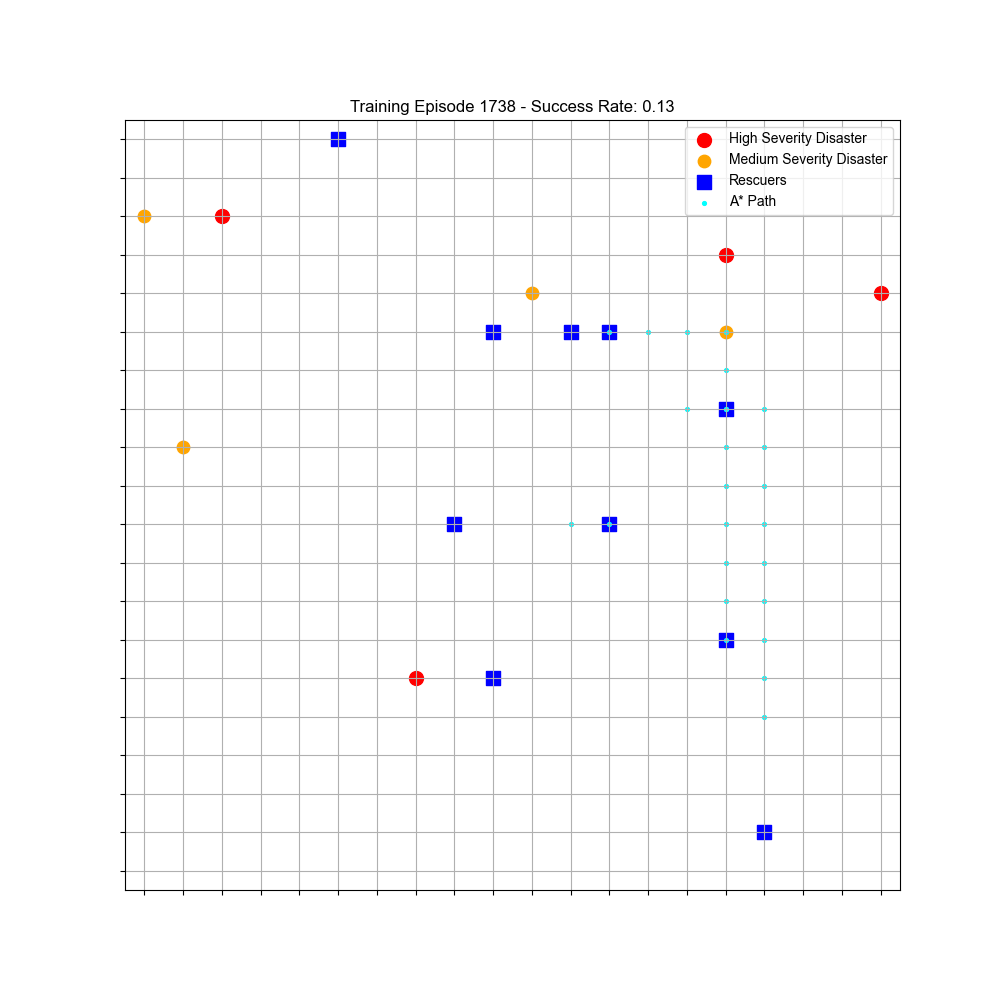 Training Episode 1738 - Success Rate: 0.13
High Severity Disaster
Medium Severity Disaster
Rescuers
A* Path